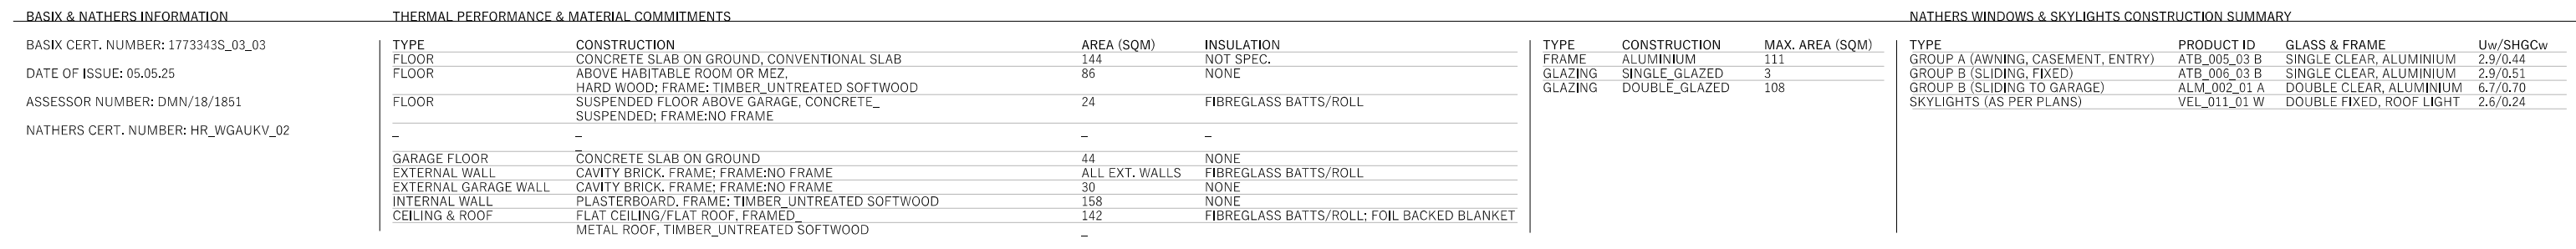 BASIX & NATHERS INFORMATION
BASIX CERT. NUMBER: 1773343S_03_03
DATE OF ISSUE: 05.05.25
ASSESSOR NUMBER: DMN/18/1851
NATHERS CERT. NUMBER: HR_WGAUKV_02
THERMAL PERFORMANCE & MATERIAL COMMITMENTS
TYPE CONSTRUCTION AREA (SQM) INSULATION
FLOOR CONCRETE SLAB ON GROUND, CONVENTIONAL SLAB 144 NOT SPEC.
FLOOR ABOVE HABITABLE ROOM OR MEZ, 86 NONE
HARD WOOD; FRAME: TIMBER_UNTREATED SOFTWOOD
FLOOR SUSPENDED FLOOR ABOVE GARAGE, CONCRETE_ 24 FIBREGLASS BATTS/ROLL
SUSPENDED; FRAME:NO FRAME
_ _ _ _
_
GARAGE FLOOR CONCRETE SLAB ON GROUND 44 NONE
EXTERNAL WALL CAVITY BRICK. FRAME; FRAME:NO FRAME ALL EXT. WALLS FIBREGLASS BATTS/ROLL
EXTERNAL GARAGE WALL CAVITY BRICK. FRAME; FRAME:NO FRAME 30 NONE
INTERNAL WALL PLASTERBOARD. FRAME; TIMBER_UNTREATED SOFTWOOD 158 NONE
CEILING & ROOF FLAT CEILING/FLAT ROOF, FRAMED_ 142 FIBREGLASS BATTS/ROLL; FOIL BACKED BLANKET
METAL ROOF, TIMBER_UNTREATED SOFTWOOD _
TYPE CONSTRUCTION MAX. AREA (SQM)
FRAME ALUMINIUM 111
GLAZING SINGLE_GLAZED 3
GLAZING DOUBLE_GLAZED 108
NATHERS WINDOWS & SKYLIGHTS CONSTRUCTION SUMMARY
TYPE PRODUCT ID GLASS & FRAME Uw/SHGCw
GROUP A (AWNING, CASEMENT, ENTRY) ATB_005_03 B SINGLE CLEAR, ALUMINIUM 2.9/0.44
GROUP B (SLIDING, FIXED) ATB_006_03 B SINGLE CLEAR, ALUMINIUM 2.9/0.51
GROUP B (SLIDING TO GARAGE) ALM_002_01 A DOUBLE CLEAR, ALUMINIUM 6.7/0.70
SKYLIGHTS (AS PER PLANS) VEL_011_01 W DOUBLE FIXED, ROOF LIGHT 2.6/0.24